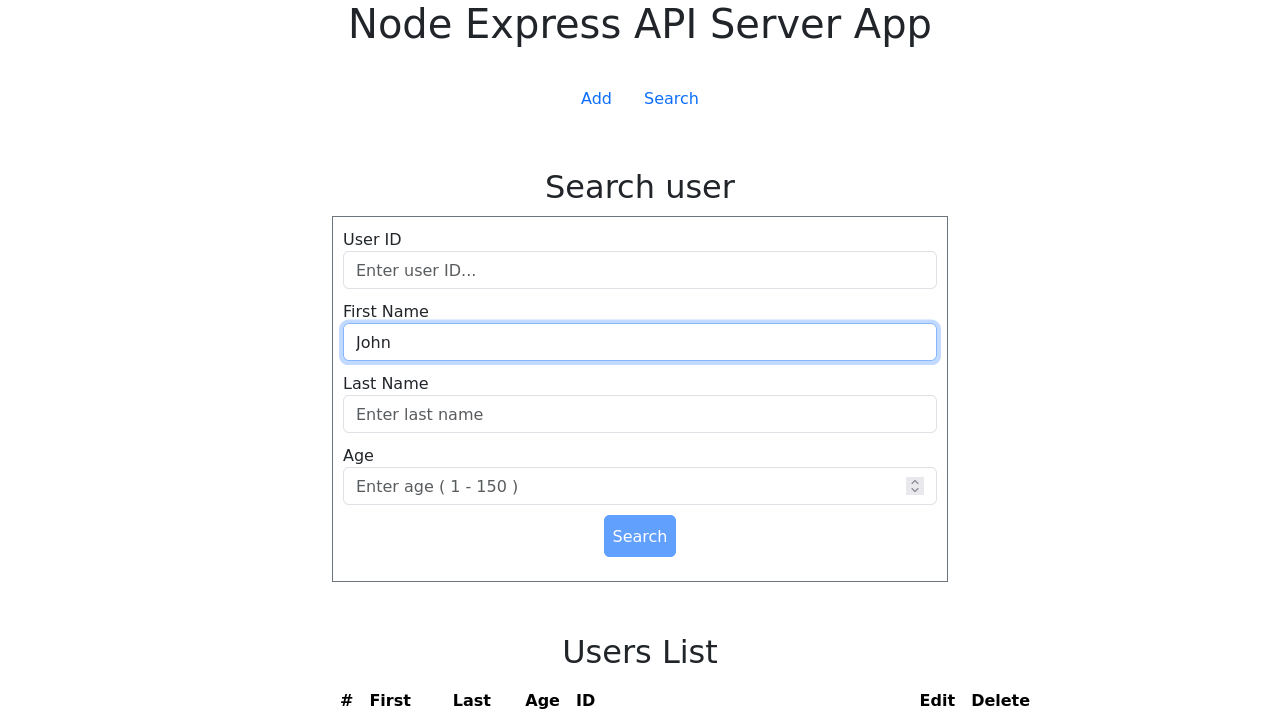 Node Express API Server App
Add Search
Search user
User ID
Enter user ID...
First Name
John
Last Name
Enter last name
Age
Enter age ( 1 - 150 )
Search
Users List
# First Last Age ID Edit Delete